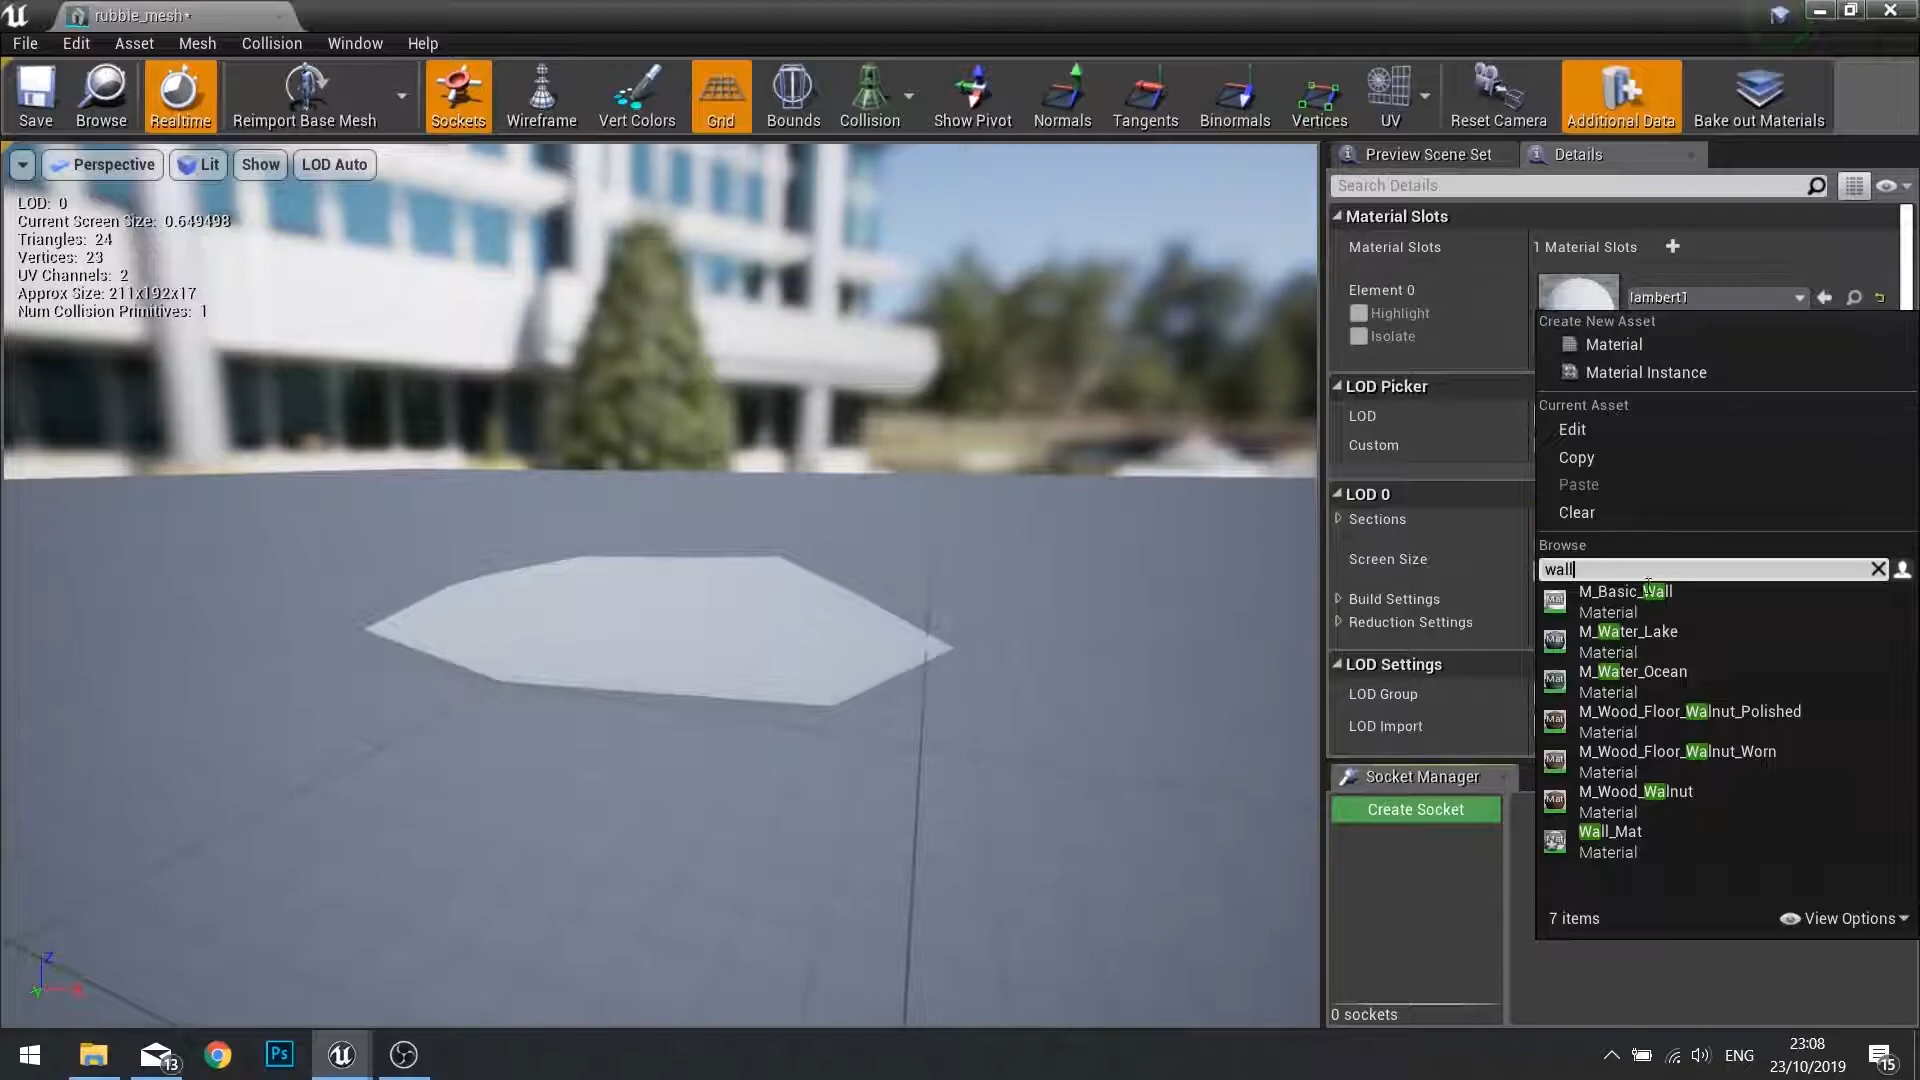 rubble_mesh*
File Edit Asset Mesh Collision Window Help
Save Browse Realtime Reimport Base Mesh Sockets Wireframe Vert Colors Grid Bounds Collision Show Pivot Normals Tangents Binormals Vertices UV Reset Camera Additional Data Bake out Materials
Perspective Lit Show LOD Auto
LOD: 0
Current Screen Size: 0.649498
Triangles: 24
Vertices: 23
UV Channels: 2
Approx Size: 211x192x17
Num Collision Primitives: 1
Z
Preview Scene Set Details
Search Details
Material Slots
Material Slots 1 Material Slots
Element 0
Highlight
Isolate
lambert1
LOD Picker
LOD
Custom
LOD 0
Sections
Screen Size
Build Settings
Reduction Settings
LOD Settings
LOD Group
LOD Import
Create New Asset
Material
Material Instance
Current Asset
Edit
Copy
Paste
Clear
Browse
wall
M_Basic_Wall
Material
M_Water_Lake
Material
M_Water_Ocean
Material
M_Wood_Floor_Walnut_Polished
Material
M_Wood_Floor_Walnut_Worn
Material
M_Wood_Walnut
Material
Wall_Mat
Material
7 items View Options
Socket Manager
Create Socket
0 sockets
13
Ps
ENG
23:08
23/10/2019
15